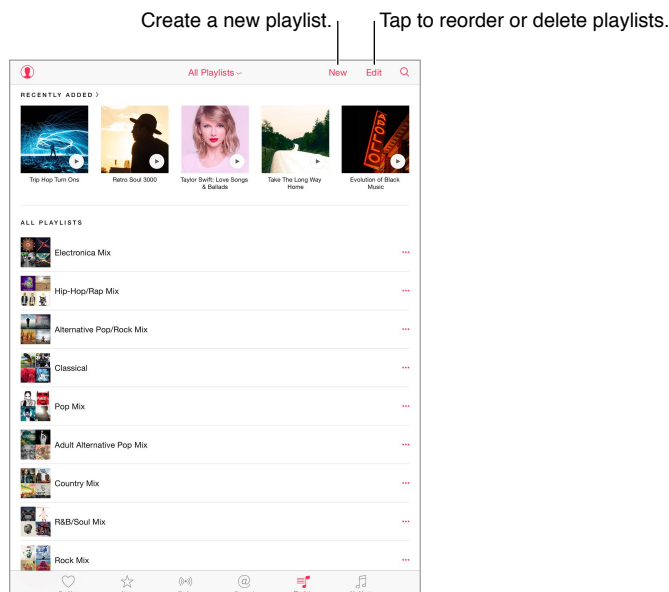 Create a new playlist.
Tap to reorder or delete playlists.
All Playlists
New
Edit
RECENTLY ADDED >
APOLLO
Trip Hop Turn Ons
Retro Soul 3000
Taylor Swift: Love Songs
& Ballads
Take The Long Way
Home
Evolution of Black
Music
ALL PLAYLISTS
Electronica Mix
Hip-Hop/Rap Mix
Alternative Pop/Rock Mix
Classical
Pop Mix
Adult Alternative Pop Mix
Country Mix
R&B/Soul Mix
Rock Mix